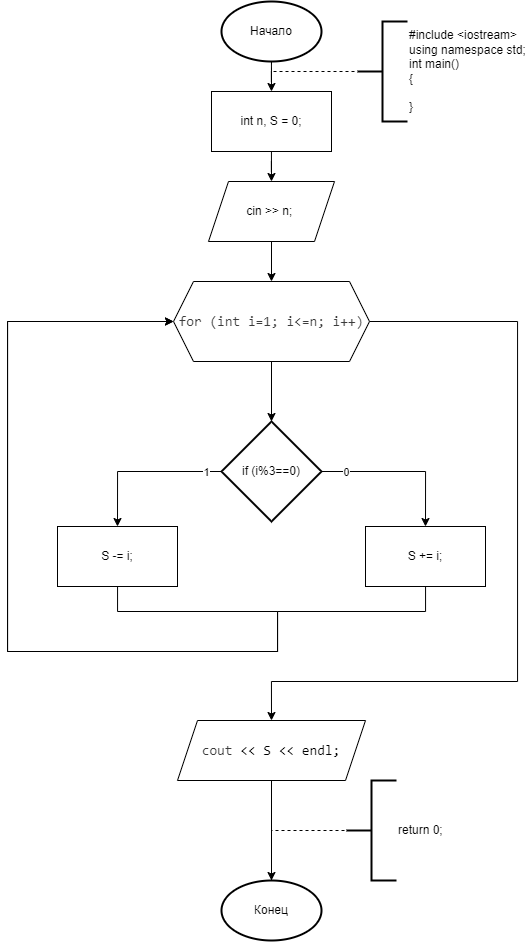 Начало
#include <iostream>
using namespace std;
int main()
{
}
int n, S = 0;
cin >> n;
for (int i=1; i<=n; i++)
if (i%3==0)
1
0
S -= i;
S += i;
cout << S << endl;
return 0;
Конец